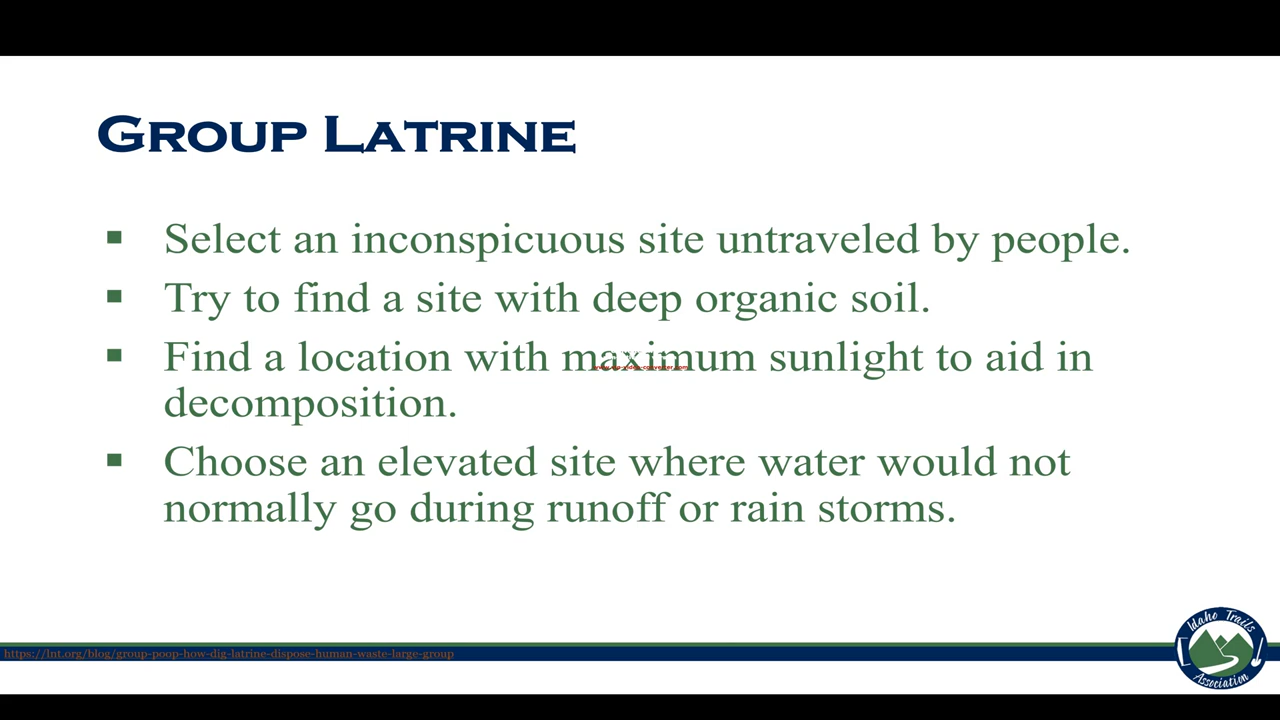 GROUP LATRINE
▪ Select an inconspicuous site untraveled by people.
▪ Try to find a site with deep organic soil.
▪ Find a location with maximum sunlight to aid in
decomposition.
▪ Choose an elevated site where water would not
normally go during runoff or rain storms.
https://lnt.org/blog/group-poop-how-dig-latrine-dispose-human-waste-large-group
Idaho Trails
Association